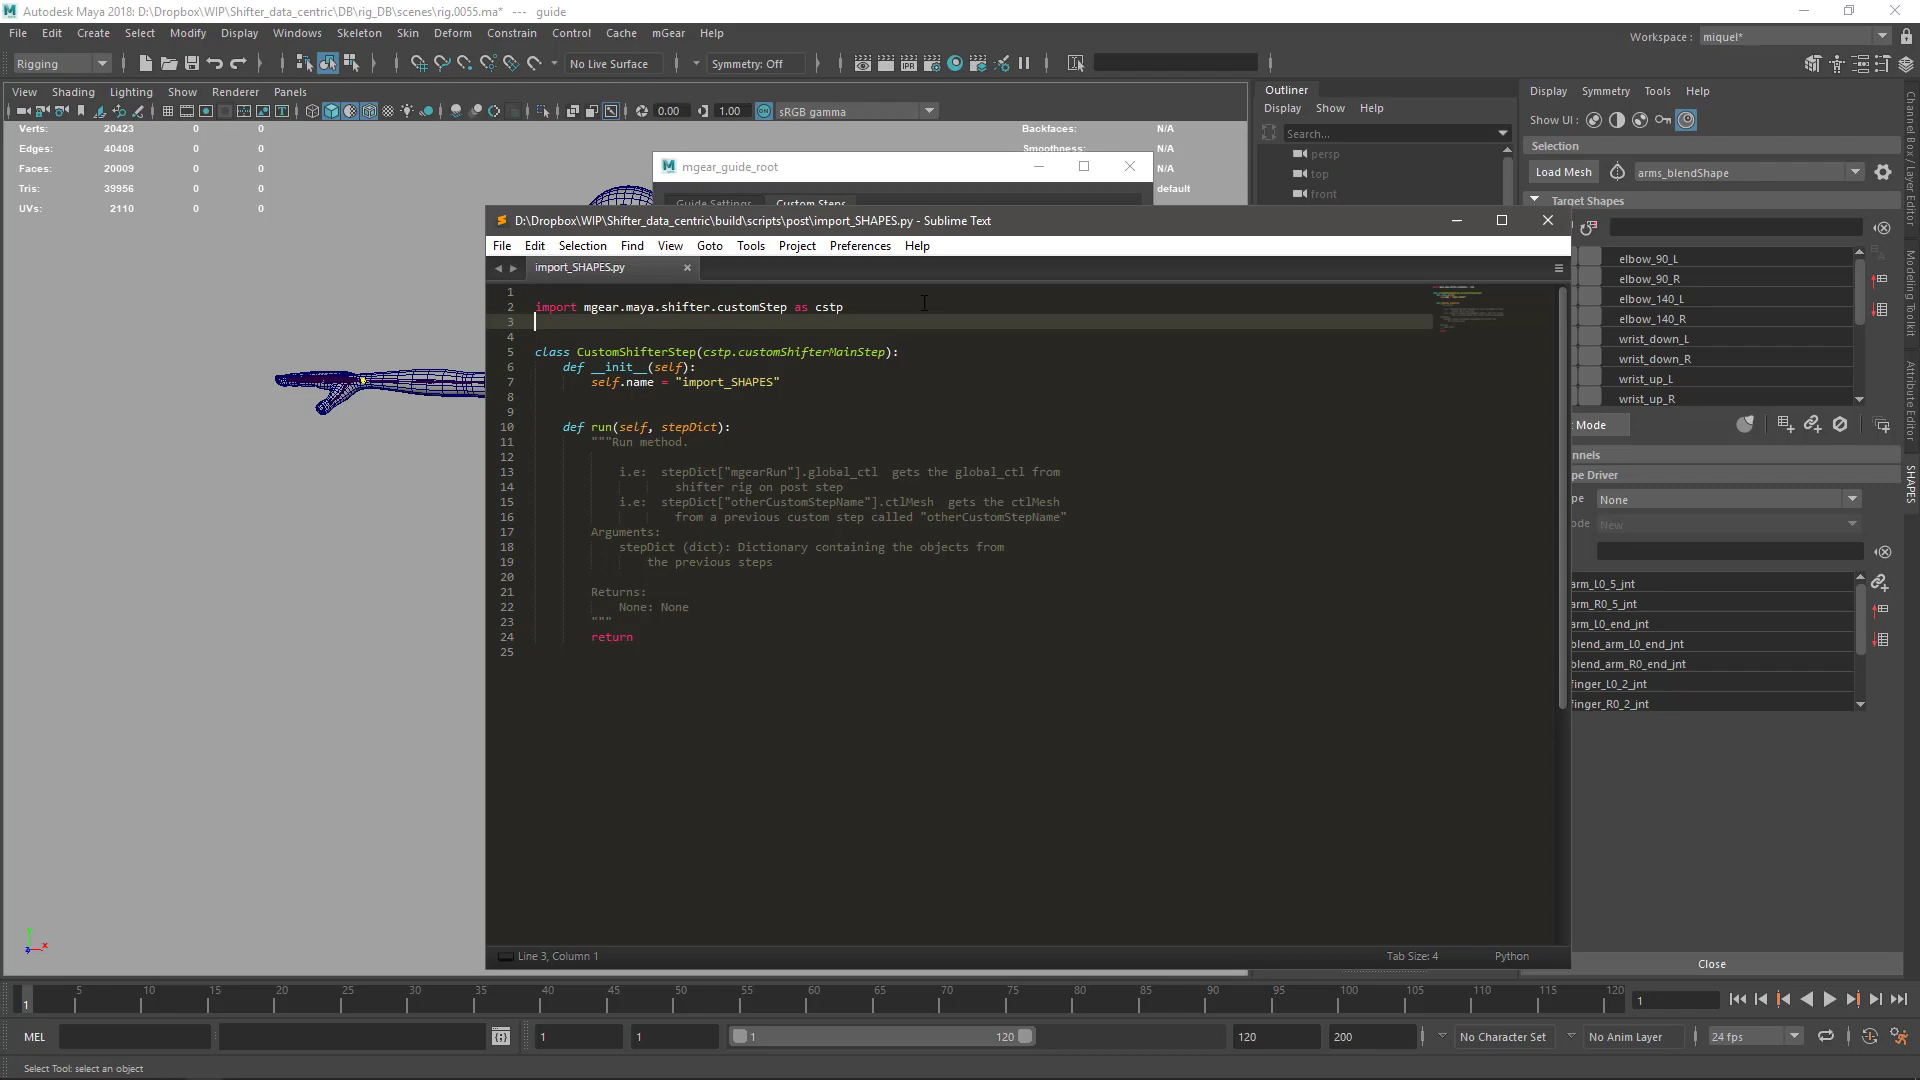 Autodesk Maya 2018: D:\Dropbox\WIP\Shifter_data_centric\DB\rig_DB\scenes\rig.0055.ma* --- guide
File Edit Create Select Modify Display Windows Skeleton Skin Deform Constrain Control Cache mGear Help
Workspace : miquel*
Rigging
No Live Surface
Symmetry: Off
View Shading Lighting Show Renderer Panels
0.00
1.00
sRGB gamma
Verts: 20423 0 0
Edges: 40408 0 0
Faces: 20009 0 0
Tris: 39956 0 0
UVs: 2110 0 0
Backfaces: N/A
Smoothness: N/A
N/A
default
Outliner
Display Show Help
Search...
persp
top
front
Display Symmetry Tools Help
Show UI :
Selection
Load Mesh
arms_blendShape
Target Shapes
elbow_90_L
elbow_90_R
elbow_140_L
elbow_140_R
wrist_down_L
wrist_down_R
wrist_up_L
wrist_up_R
t Mode
nnels
pe Driver
pe None
ode New
arm_L0_5_jnt
arm_R0_5_jnt
arm_L0_end_jnt
blend_arm_L0_end_jnt
blend_arm_R0_end_jnt
finger_L0_2_jnt
finger_R0_2_jnt
Close
Channel Box / Layer Editor
Modeling Toolkit
Attribute Editor
SHAPES
mgear_guide_root
Guide Settings Custom Steps
D:\Dropbox\WIP\Shifter_data_centric\build\scripts\post\import_SHAPES.py - Sublime Text
File Edit Selection Find View Goto Tools Project Preferences Help
import_SHAPES.py
1
2 import mgear.maya.shifter.customStep as cstp
3
4
5 class CustomShifterStep(cstp.customShifterMainStep):
6 def __init__(self):
7 self.name = "import_SHAPES"
8
9
10 def run(self, stepDict):
11 """Run method.
12
13 i.e: stepDict["mgearRun"].global_ctl gets the global_ctl from
14 shifter rig on post step
15 i.e: stepDict["otherCustomStepName"].ctlMesh gets the ctlMesh
16 from a previous custom step called "otherCustomStepName"
17 Arguments:
18 stepDict (dict): Dictionary containing the objects from
19 the previous steps
20
21 Returns:
22 None: None
23 """
24 return
25
Line 3, Column 1
Tab Size: 4
Python
1 5 10 15 20 25 30 35 40 45 50 55 60 65 70 75 80 85 90 95 100 105 110 115 120
1
MEL
1
1
1
120
120
200
No Character Set
No Anim Layer
24 fps
Select Tool: select an object